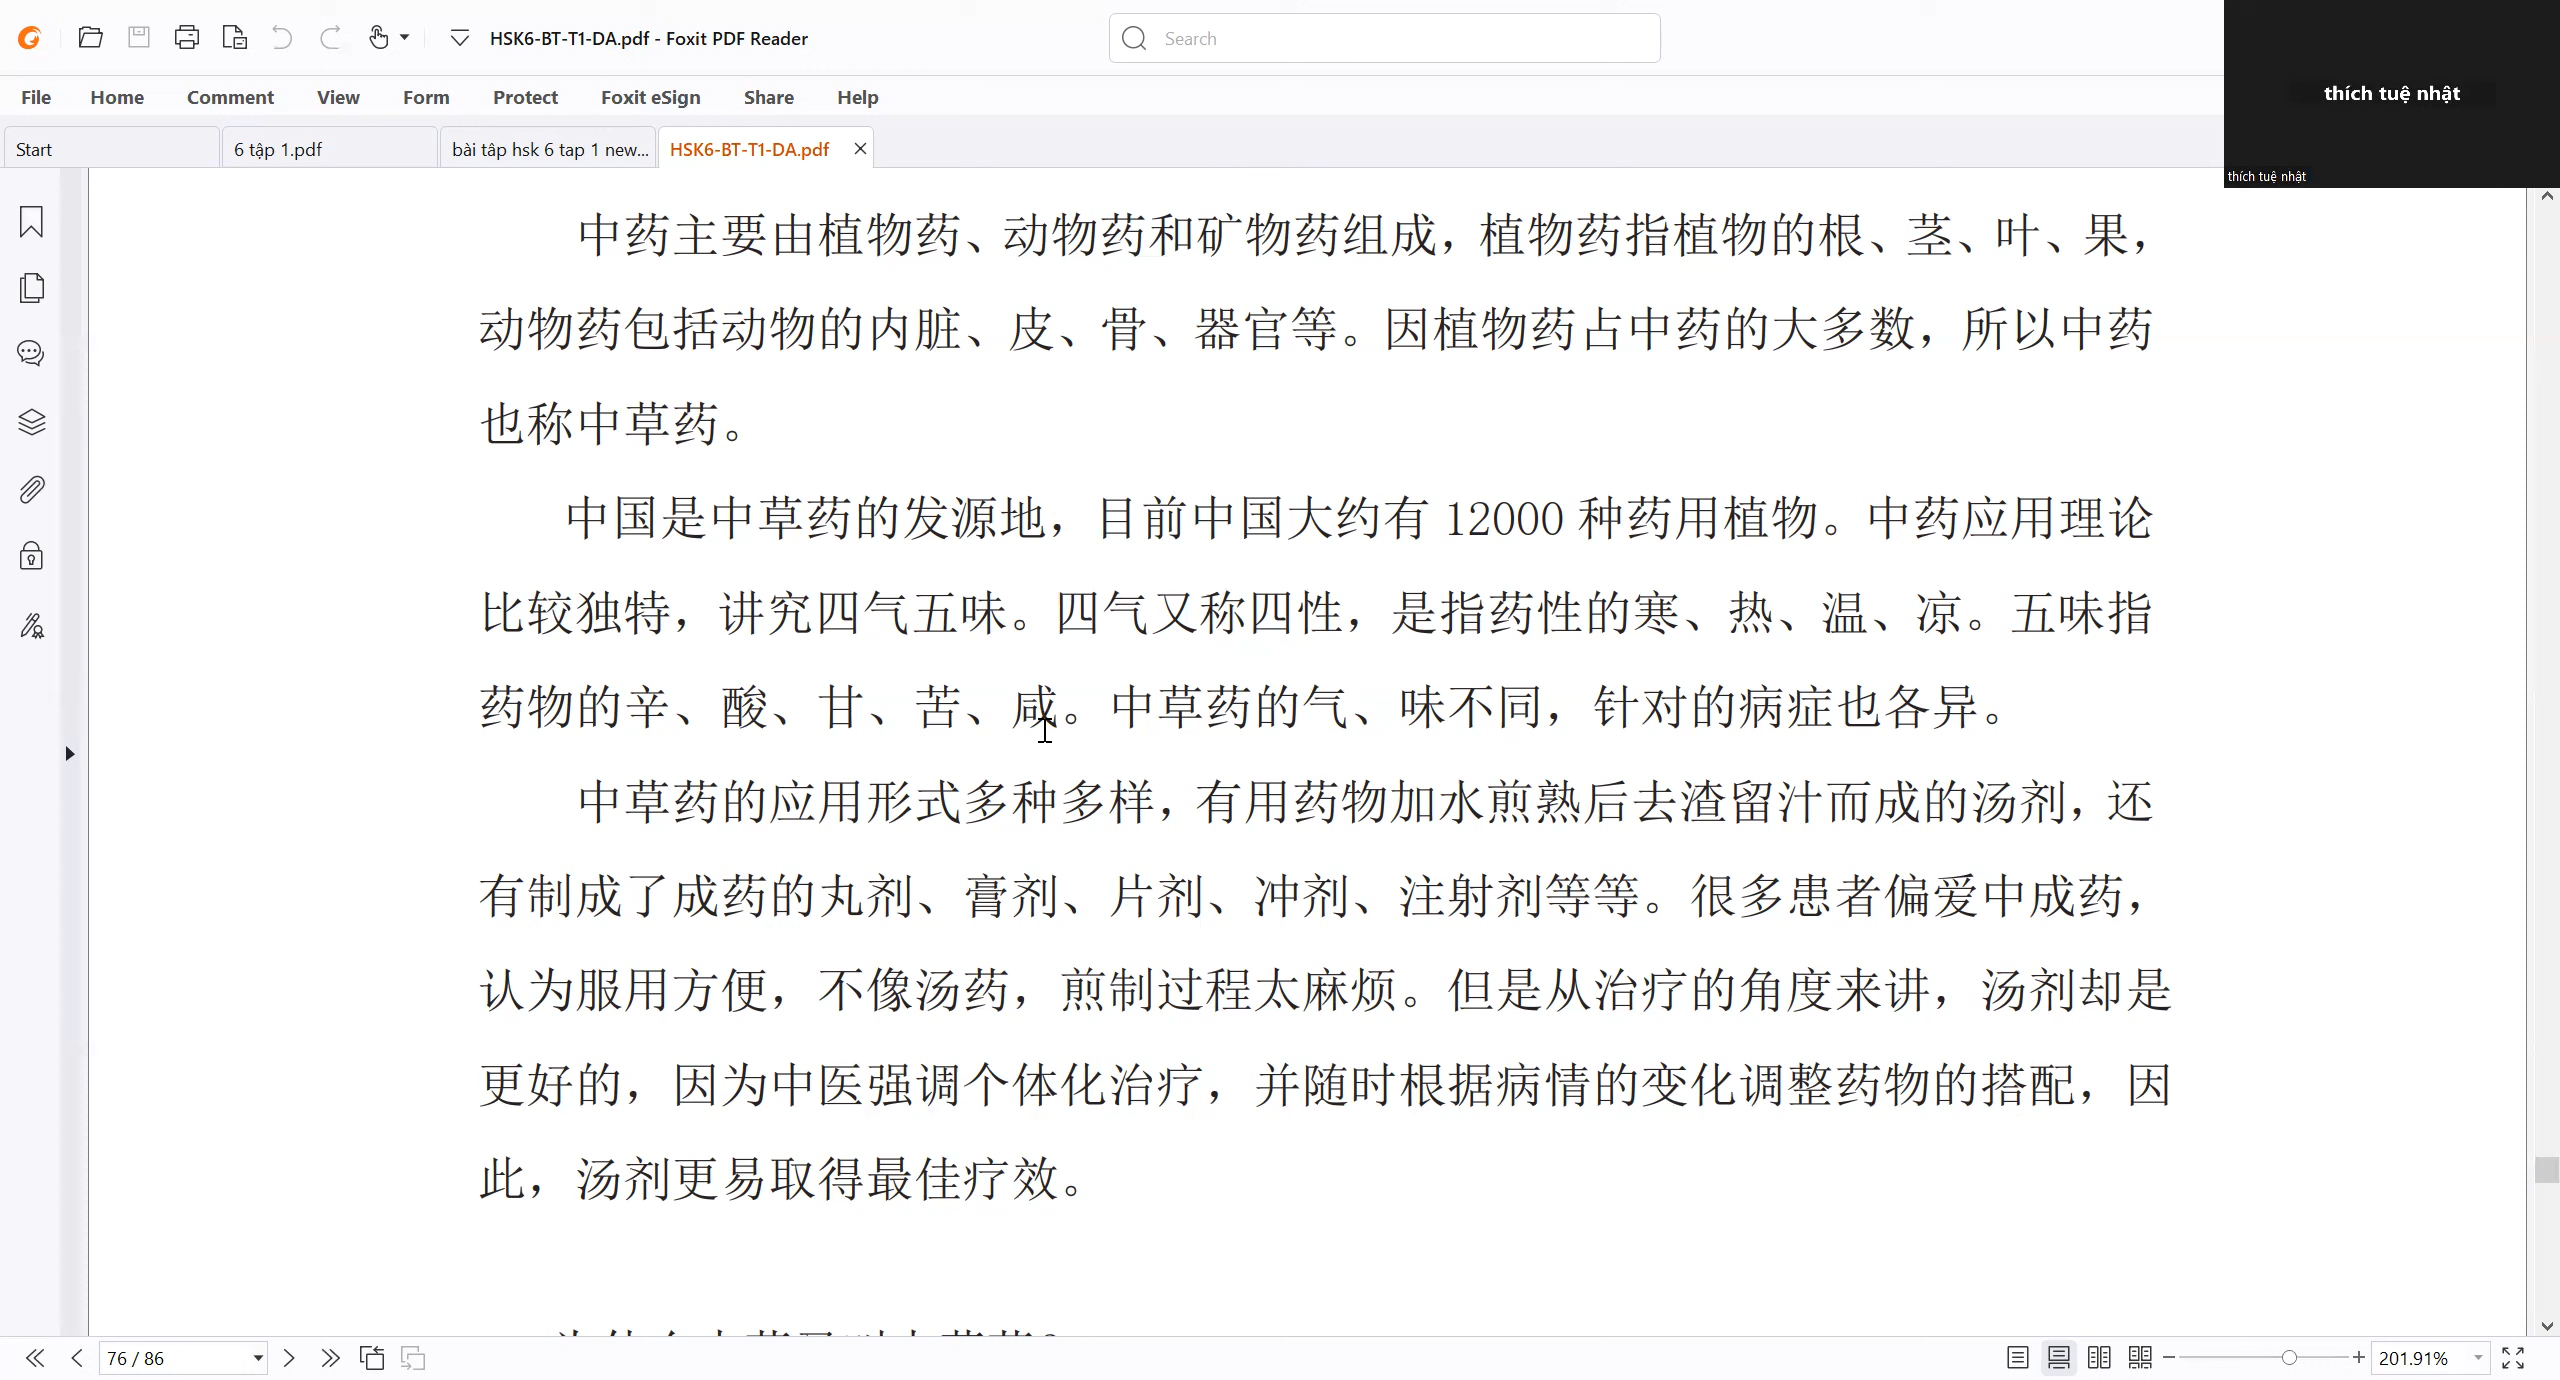 HSK6-BT-T1-DA.pdf - Foxit PDF Reader
Search
thích tuệ nhật
File Home Comment View Form Protect Foxit eSign Share Help
Start
6 tập 1.pdf
bài tâp hsk 6 tap 1 new...
HSK6-BT-T1-DA.pdf
thích tuệ nhật
中药主要由植物药、动物药和矿物药组成，植物药指植物的根、茎、叶、果，
动物药包括动物的内脏、皮、骨、器官等。因植物药占中药的大多数，所以中药
也称中草药。
中国是中草药的发源地，目前中国大约有 12000 种药用植物。中药应用理论
比较独特，讲究四气五味。四气又称四性，是指药性的寒、热、温、凉。五味指
药物的辛、酸、甘、苦、咸。中草药的气、味不同，针对的病症也各异。
中草药的应用形式多种多样，有用药物加水煎熟后去渣留汁而成的汤剂，还
有制成了成药的丸剂、膏剂、片剂、冲剂、注射剂等等。很多患者偏爱中成药，
认为服用方便，不像汤药，煎制过程太麻烦。但是从治疗的角度来讲，汤剂却是
更好的，因为中医强调个体化治疗，并随时根据病情的变化调整药物的搭配，因
此，汤剂更易取得最佳疗效。
76 / 86
201.91%